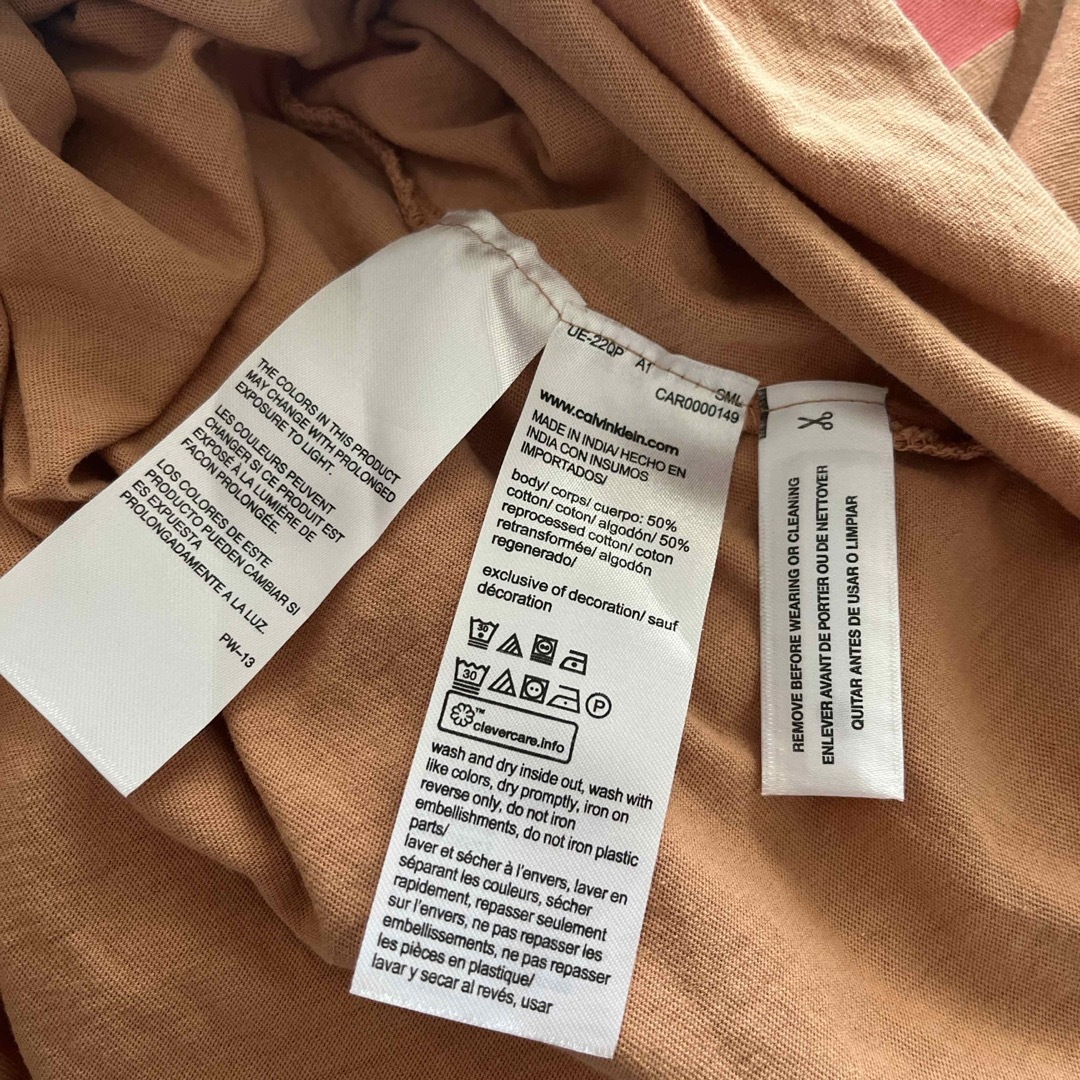 THE COLORS IN THIS PRODUCT
MAY CHANGE WITH PROLONGED
EXPOSURE TO LIGHT.
LES COULEURS PEUVENT
CHANGER SI CE PRODUIT EST
EXPOSÉ À LA LUMIÈRE DE
FACON PROLONGÉE.
LOS COLORES DE ESTE
PRODUCTO PUEDEN CAMBIAR SI
ES EXPUESTA
PROLONGADAMENTE A LA LUZ.
PW-13
UE-22QP A1 SML
CAR0000149
www.calvinklein.com
MADE IN INDIA/ HECHO EN
INDIA CON INSUMOS
IMPORTADOS/
body/ corps/ cuerpo: 50%
cotton/ coton/ algodón/ 50%
reprocessed cotton/ coton
retransformée/ algodón
regenerado/
exclusive of decoration/ sauf
décoration
30
30 P
clevercare.info™
wash and dry inside out, wash with
like colors, dry promptly, iron on
reverse only, do not iron
embellishments, do not iron plastic
parts/
laver et sécher à l'envers, laver en
séparant les couleurs, sécher
rapidement, repasser seulement
sur l'envers, ne pas repasser les
embellissements, ne pas repasser
les pièces en plastique/
lavar y secar al revés, usar
REMOVE BEFORE WEARING OR CLEANING
ENLEVER AVANT DE PORTER OU DE NETTOYER
QUITAR ANTES DE USAR O LIMPIAR